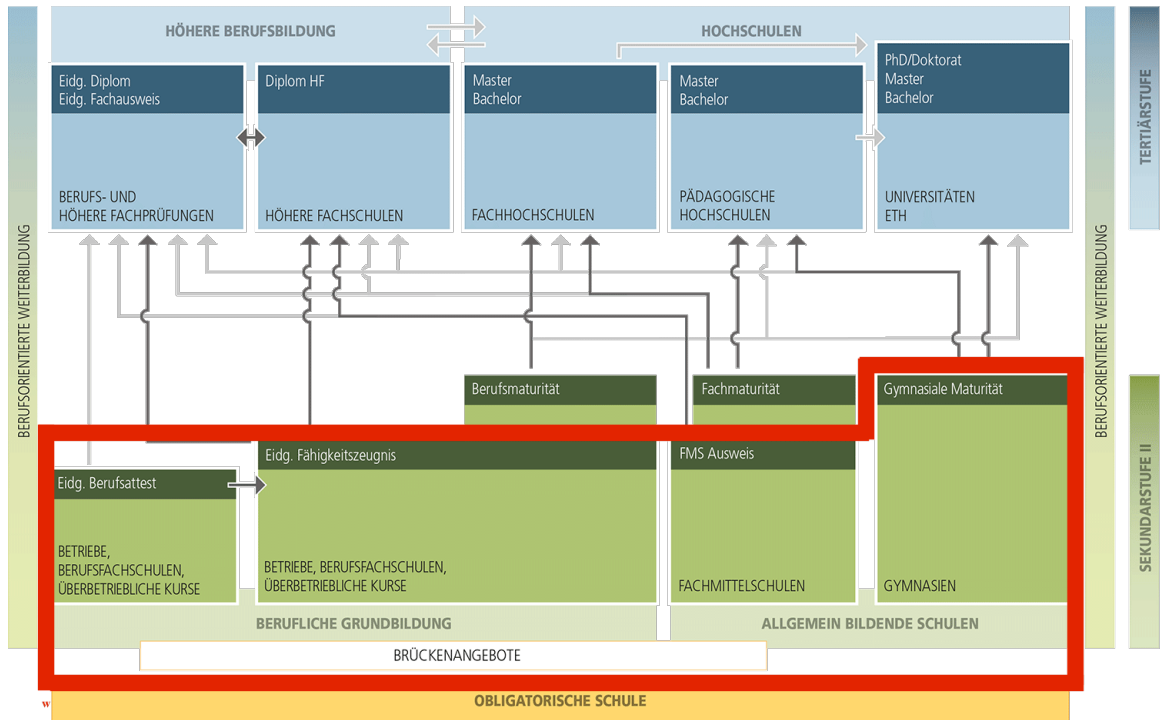 HÖHERE BERUFSBILDUNG
HOCHSCHULEN
Eidg. Diplom
Eidg. Fachausweis
BERUFS- UND
HÖHERE FACHPRÜFUNGEN
Diplom HF
HÖHERE FACHSCHULEN
Master
Bachelor
FACHHOCHSCHULEN
Master
Bachelor
PÄDAGOGISCHE
HOCHSCHULEN
PhD/Doktorat
Master
Bachelor
UNIVERSITÄTEN
ETH
TERTIÄRSTUFE
BERUFSORIENTIERTE WEITERBILDUNG
BERUFSORIENTIERTE WEITERBILDUNG
Berufsmaturität
Fachmaturität
Gymnasiale Maturität
Eidg. Fähigkeitszeugnis
FMS Ausweis
Eidg. Berufsattest
BETRIEBE,
BERUFSFACHSCHULEN,
ÜBERBETRIEBLICHE KURSE
BETRIEBE, BERUFSFACHSCHULEN,
ÜBERBETRIEBLICHE KURSE
FACHMITTELSCHULEN
GYMNASIEN
SEKUNDARSTUFE II
BERUFLICHE GRUNDBILDUNG
ALLGEMEIN BILDENDE SCHULEN
BRÜCKENANGEBOTE
w
OBLIGATORISCHE SCHULE